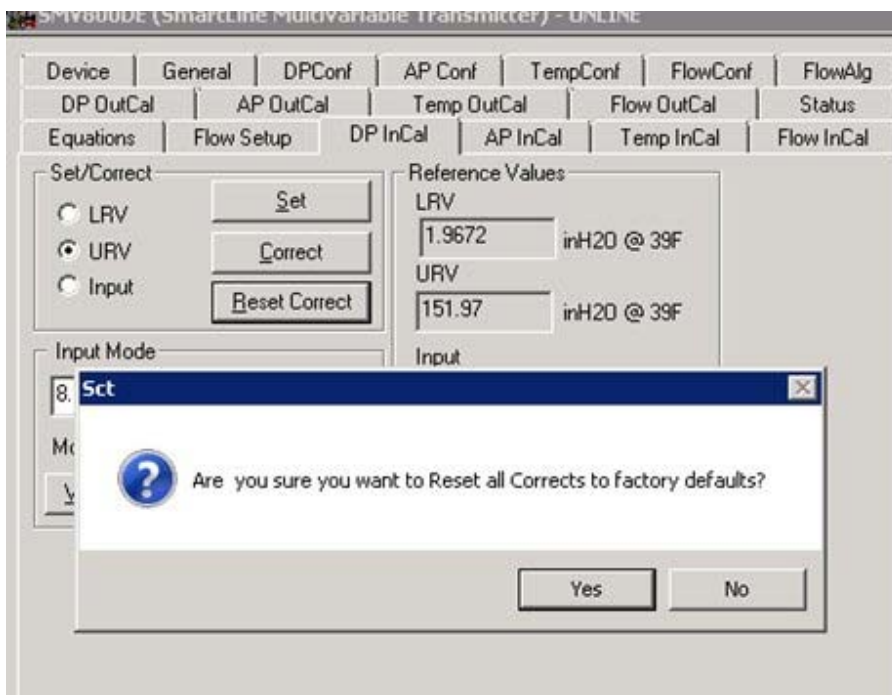 SMV800DE (SmartLine Multivariable Transmitter) - ONLINE
Device General DPConf AP Conf TempConf FlowConf FlowAlg
DP OutCal AP OutCal Temp OutCal Flow OutCal Status
Equations Flow Setup DP InCal AP InCal Temp InCal Flow InCal
Set/Correct
LRV
URV
Input
Set
Correct
Reset Correct
Reference Values
LRV
1.9672 inH2O @ 39F
URV
151.97 inH2O @ 39F
Input
Input Mode
8.
Sct
Are you sure you want to Reset all Corrects to factory defaults?
Yes No